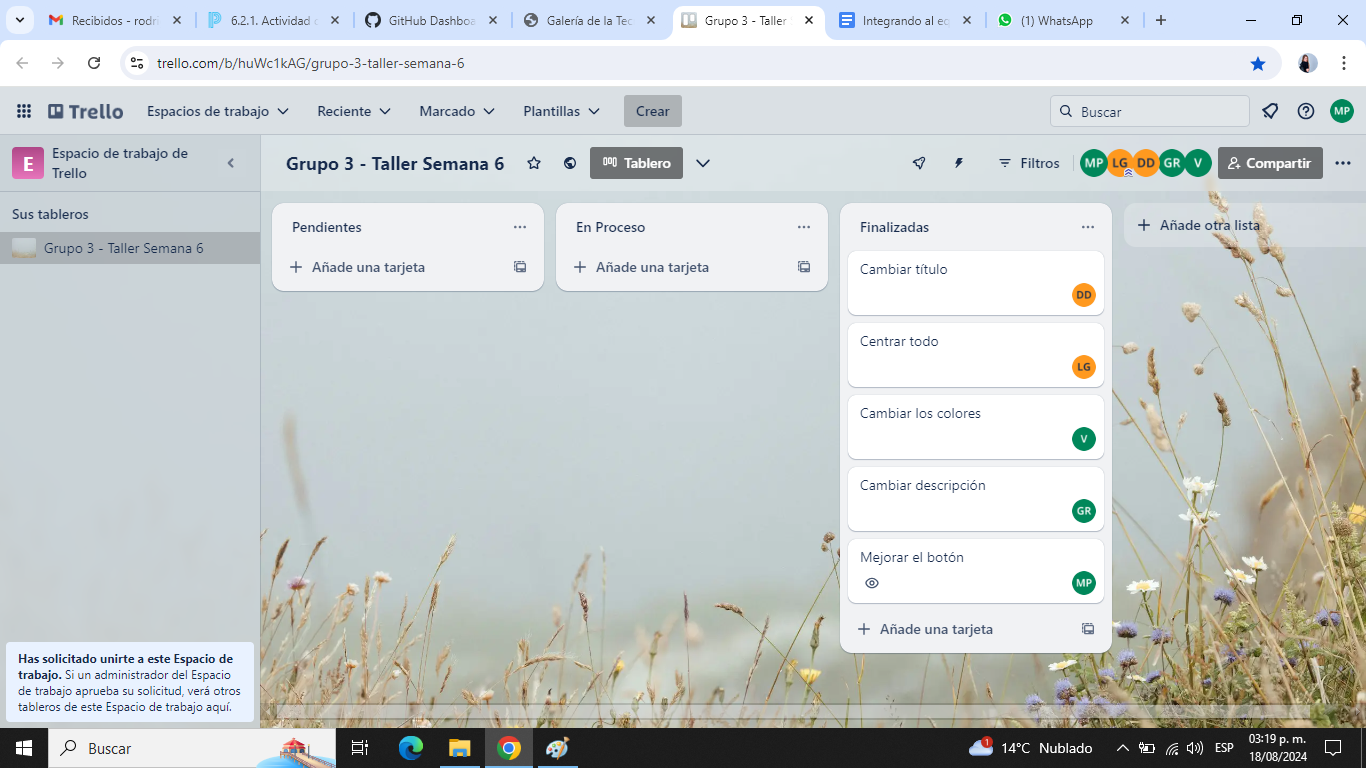 Recibidos - rodri
6.2.1. Actividad
GitHub Dashboa
Galería de la Tec
Grupo 3 - Taller
Integrando al eq
(1) WhatsApp
trello.com/b/huWc1kAG/grupo-3-taller-semana-6
Trello
Espacios de trabajo
Reciente
Marcado
Plantillas
Crear
Buscar
MP
E
Espacio de trabajo de
Trello
Grupo 3 - Taller Semana 6
Tablero
Filtros
MP
LG
DD
GR
V
Compartir
Sus tableros
Grupo 3 - Taller Semana 6
Pendientes
Añade una tarjeta
En Proceso
Añade una tarjeta
Finalizadas
Cambiar título
DD
Centrar todo
LG
Cambiar los colores
V
Cambiar descripción
GR
Mejorar el botón
MP
Añade una tarjeta
Añade otra lista
Has solicitado unirte a este Espacio de
trabajo. Si un administrador del Espacio
de trabajo aprueba su solicitud, verá otros
tableros de este Espacio de trabajo aquí.
Buscar
1
14°C Nublado
ESP
03:19 p. m.
18/08/2024